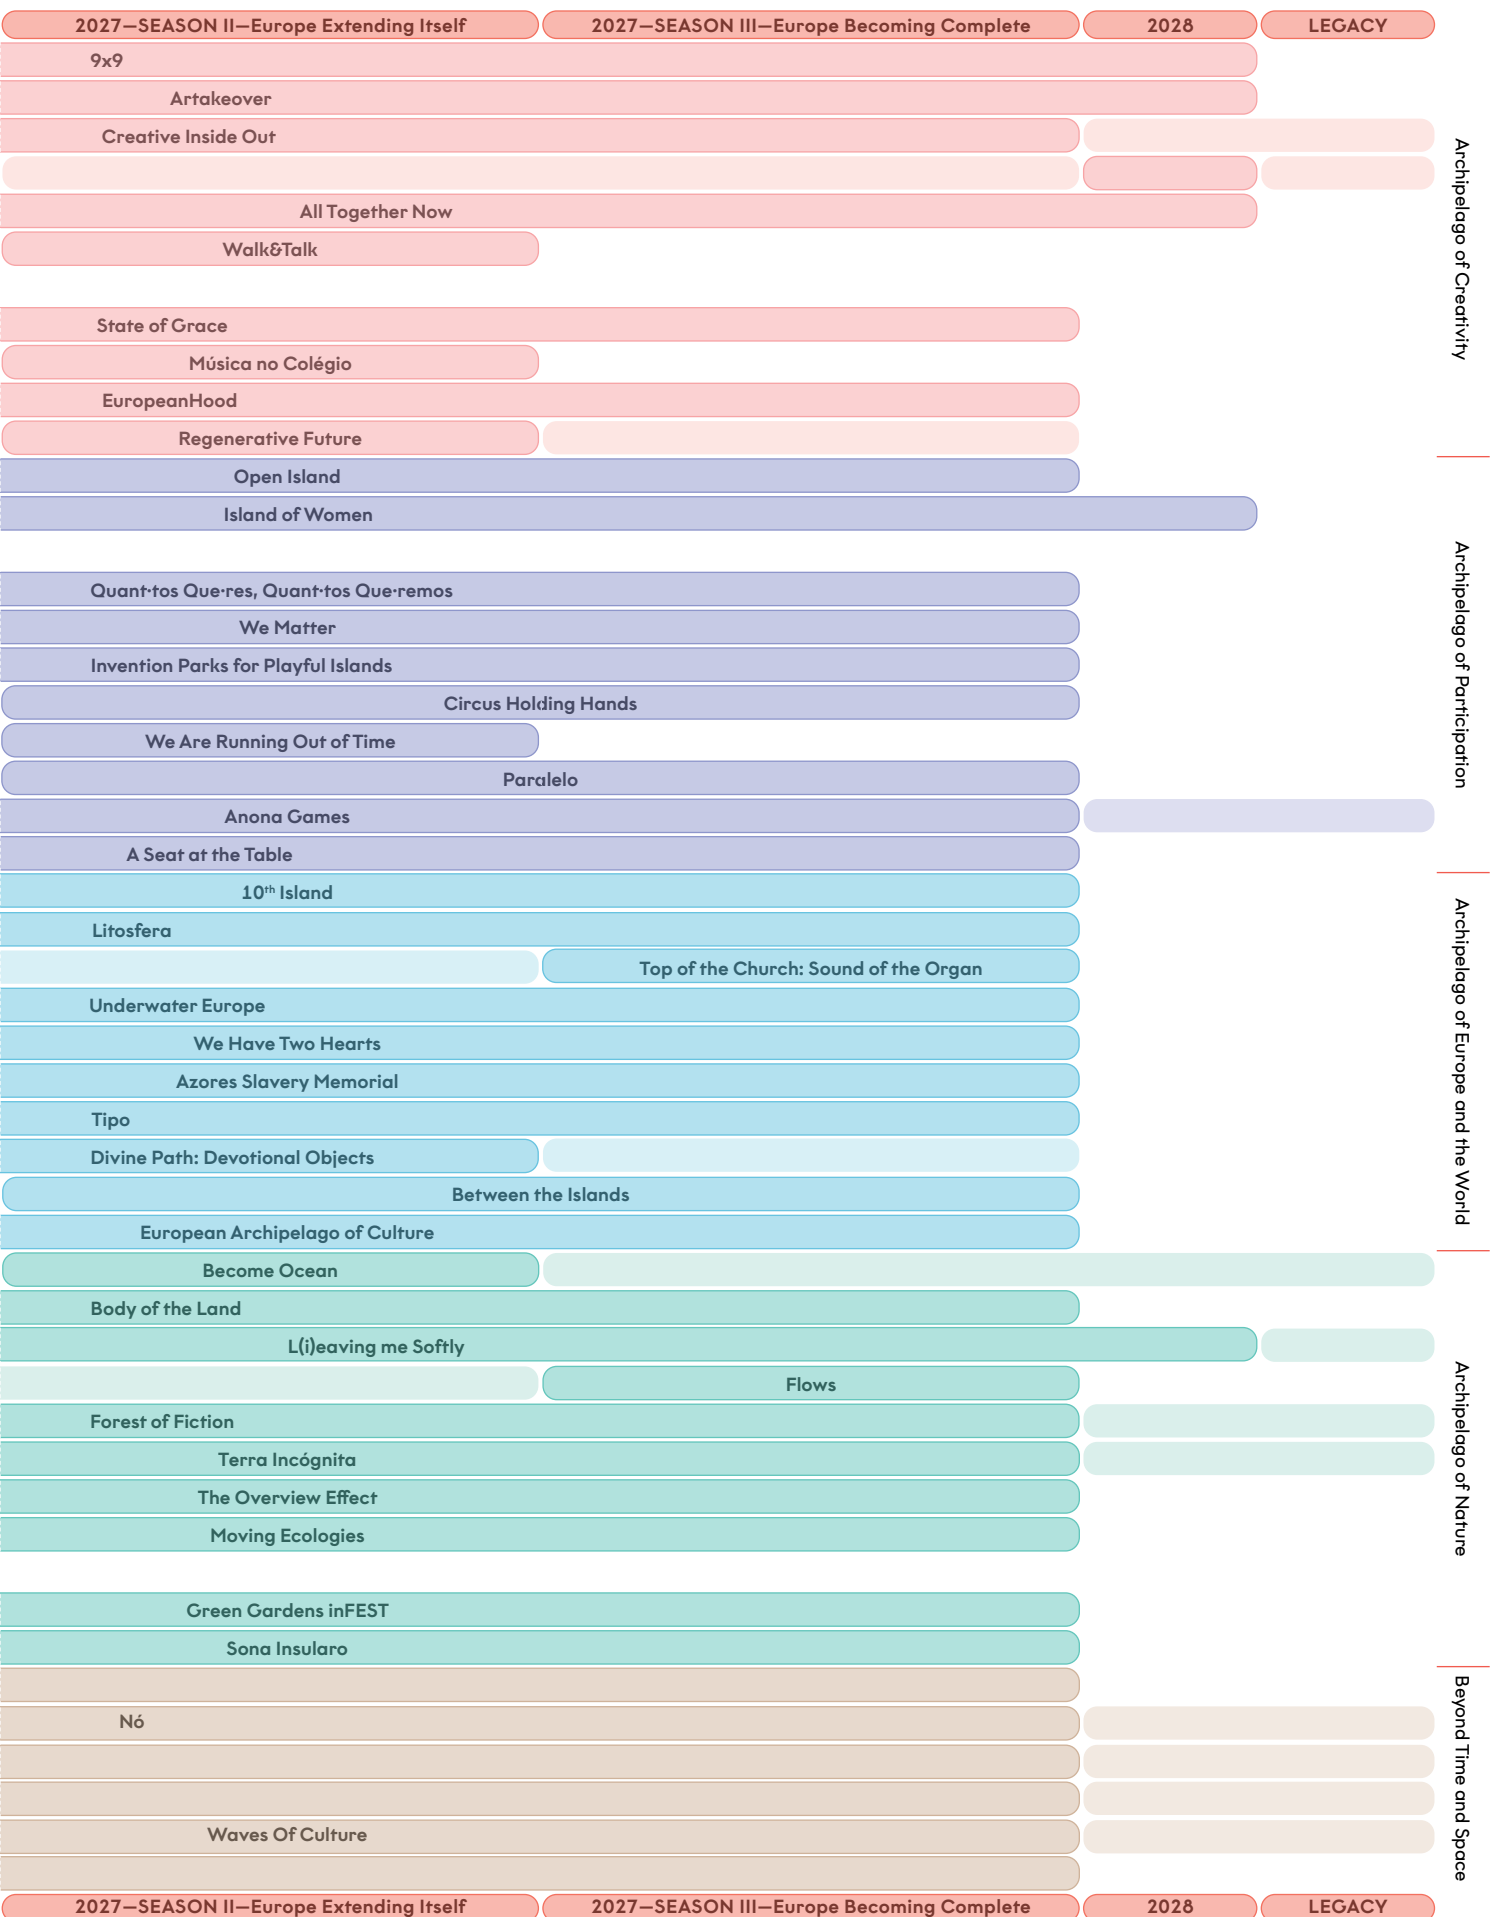 2027—SEASON II—Europe Extending Itself
2027—SEASON III—Europe Becoming Complete
2028
LEGACY
9x9
Artakeover
Creative Inside Out
All Together Now
Walk&Talk
State of Grace
Música no Colégio
EuropeanHood
Regenerative Future
Archipelago of Creativity
Open Island
Island of Women
Quant·tos Que·res, Quant·tos Que·remos
We Matter
Invention Parks for Playful Islands
Circus Holding Hands
We Are Running Out of Time
Paralelo
Anona Games
A Seat at the Table
Archipelago of Participation
10th Island
Litosfera
Top of the Church: Sound of the Organ
Underwater Europe
We Have Two Hearts
Azores Slavery Memorial
Tipo
Divine Path: Devotional Objects
Between the Islands
European Archipelago of Culture
Archipelago of Europe and the World
Become Ocean
Body of the Land
L(i)eaving me Softly
Flows
Forest of Fiction
Terra Incógnita
The Overview Effect
Moving Ecologies
Green Gardens inFEST
Sona Insularo
Archipelago of Nature
Nó
Waves Of Culture
Beyond Time and Space
2027—SEASON II—Europe Extending Itself
2027—SEASON III—Europe Becoming Complete
2028
LEGACY